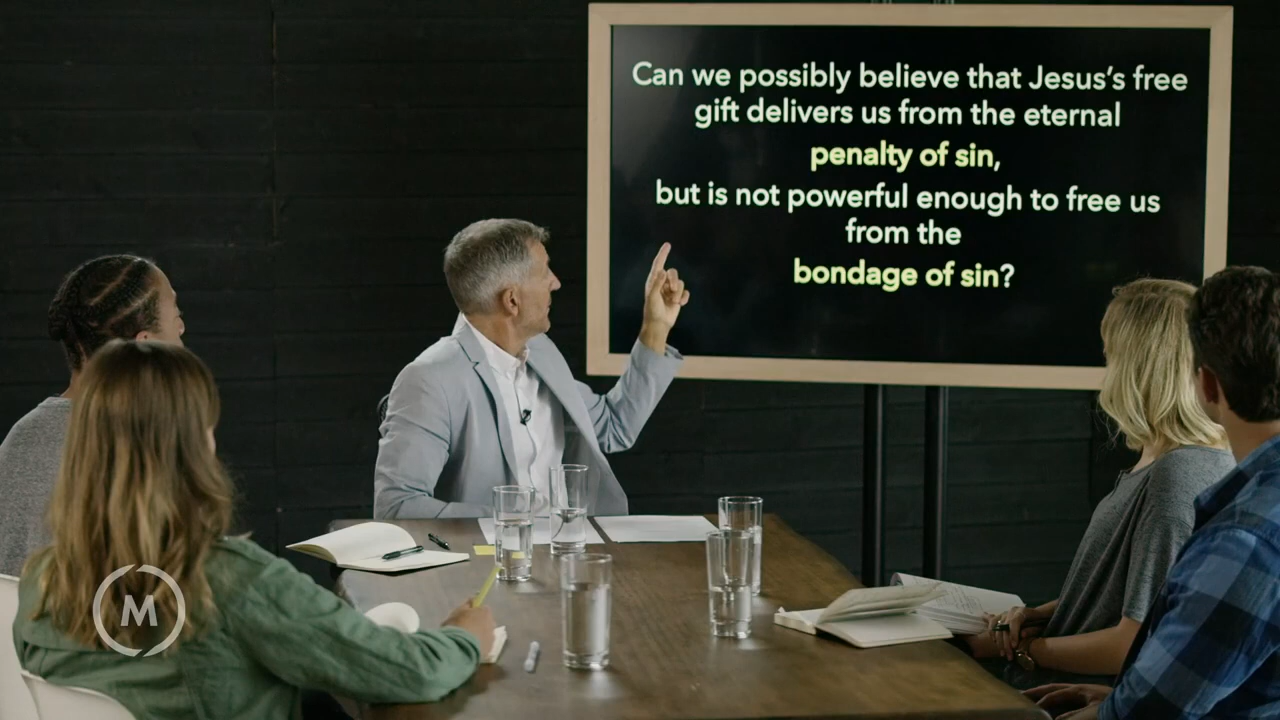 Can we possibly believe that Jesus's free
gift delivers us from the eternal
penalty of sin,
but is not powerful enough to free us
from the
bondage of sin?
M